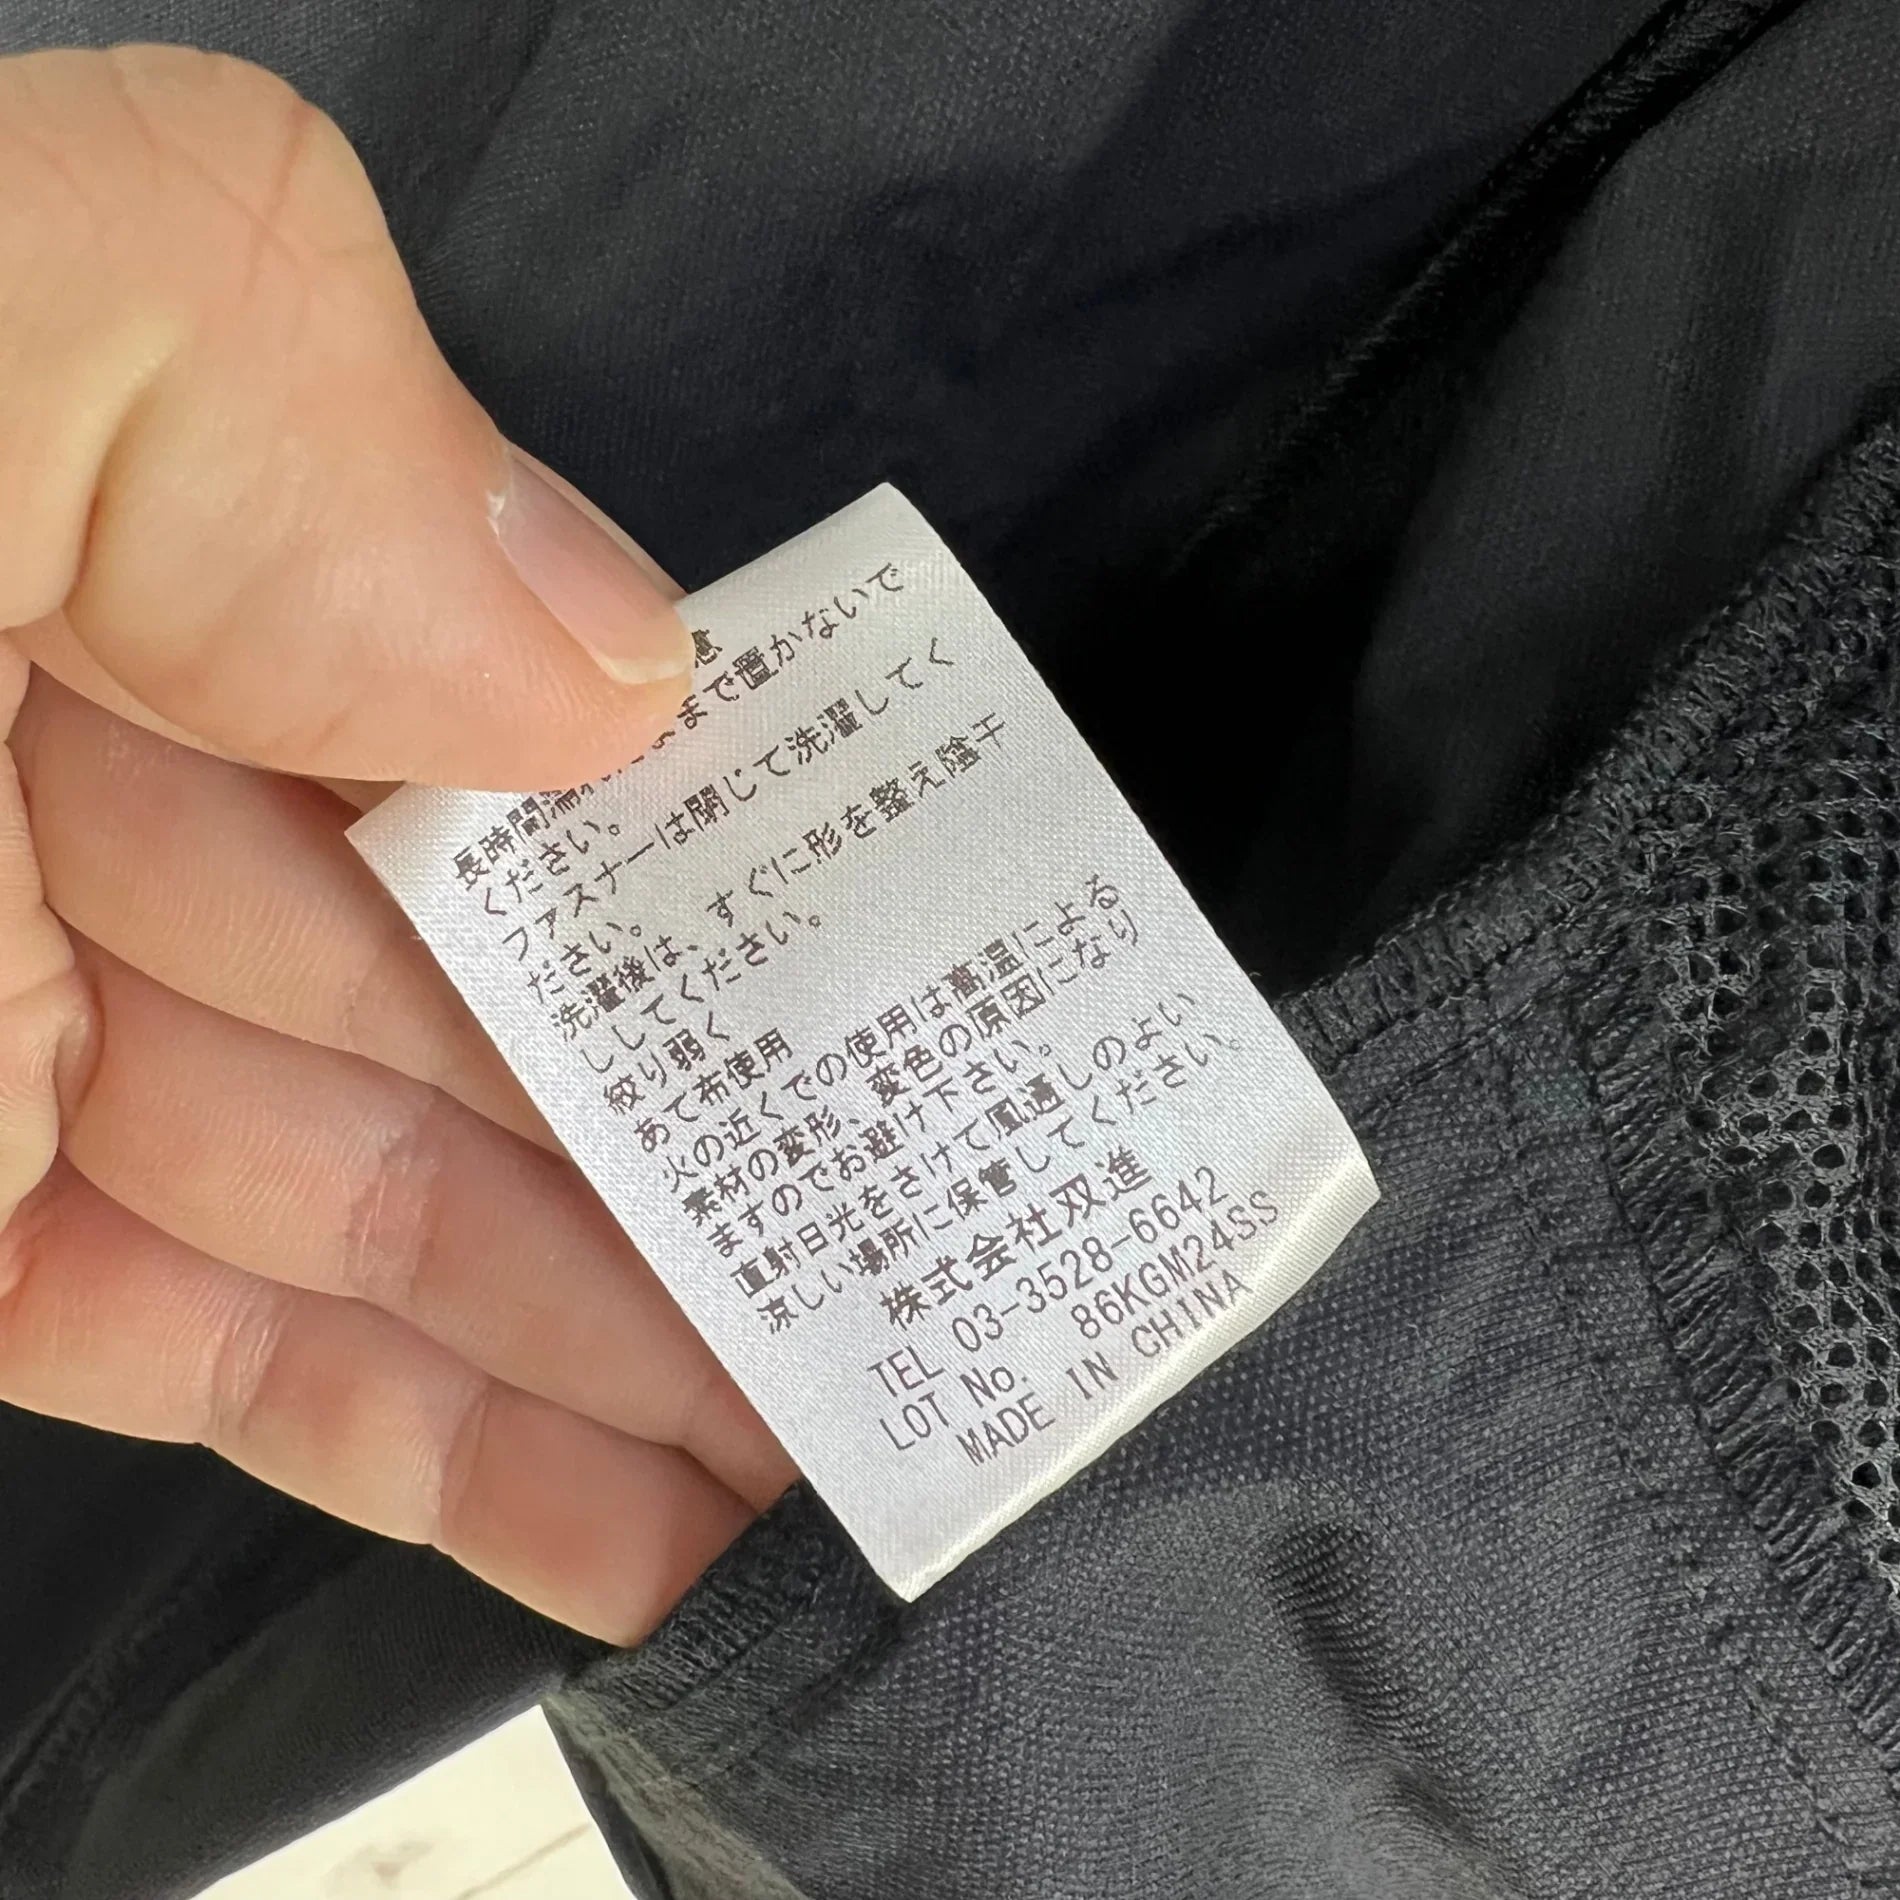 意
長時間濡れたままで置かないで
ください。
ファスナーは閉じて洗濯してく
ださい。
洗濯後は、すぐに形を整え陰干
ししてください。
絞り弱く
あて布使用
火の近くでの使用は高温による
素材の変形、変色の原因になり
ますのでお避け下さい。
直射日光をさけて風通しのよい
涼しい場所に保管してください。
株式会社双進
TEL 03-3528-6642
LOT No. 86KGM24SS
MADE IN CHINA